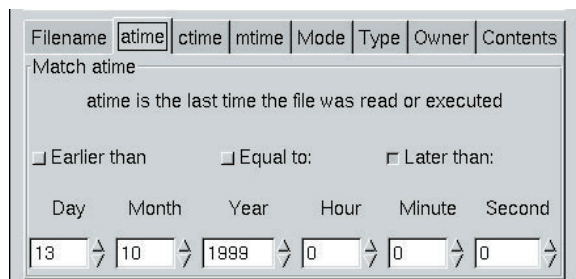 Filename atime ctime mtime Mode Type Owner Contents
Match atime
atime is the last time the file was read or executed
Earlier than Equal to: Later than:
Day Month Year Hour Minute Second
13 10 1999 0 0 0